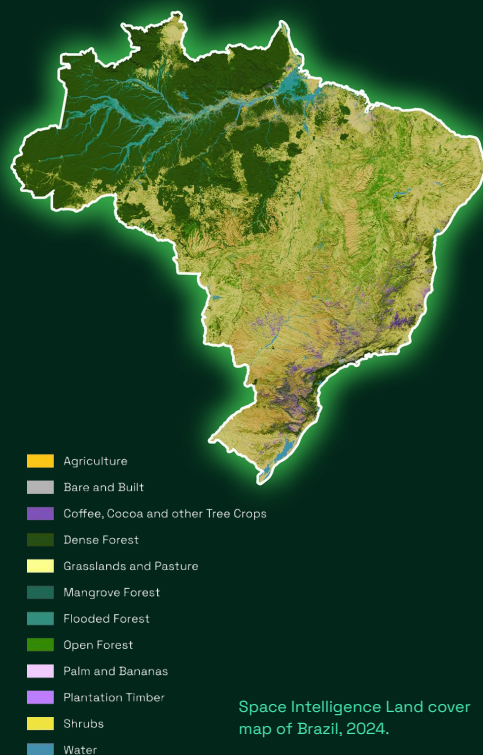 Agriculture
Bare and Built
Coffee, Cocoa and other Tree Crops
Dense Forest
Grasslands and Pasture
Mangrove Forest
Flooded Forest
Open Forest
Palm and Bananas
Plantation Timber
Shrubs
Water
Space Intelligence Land cover
map of Brazil, 2024.